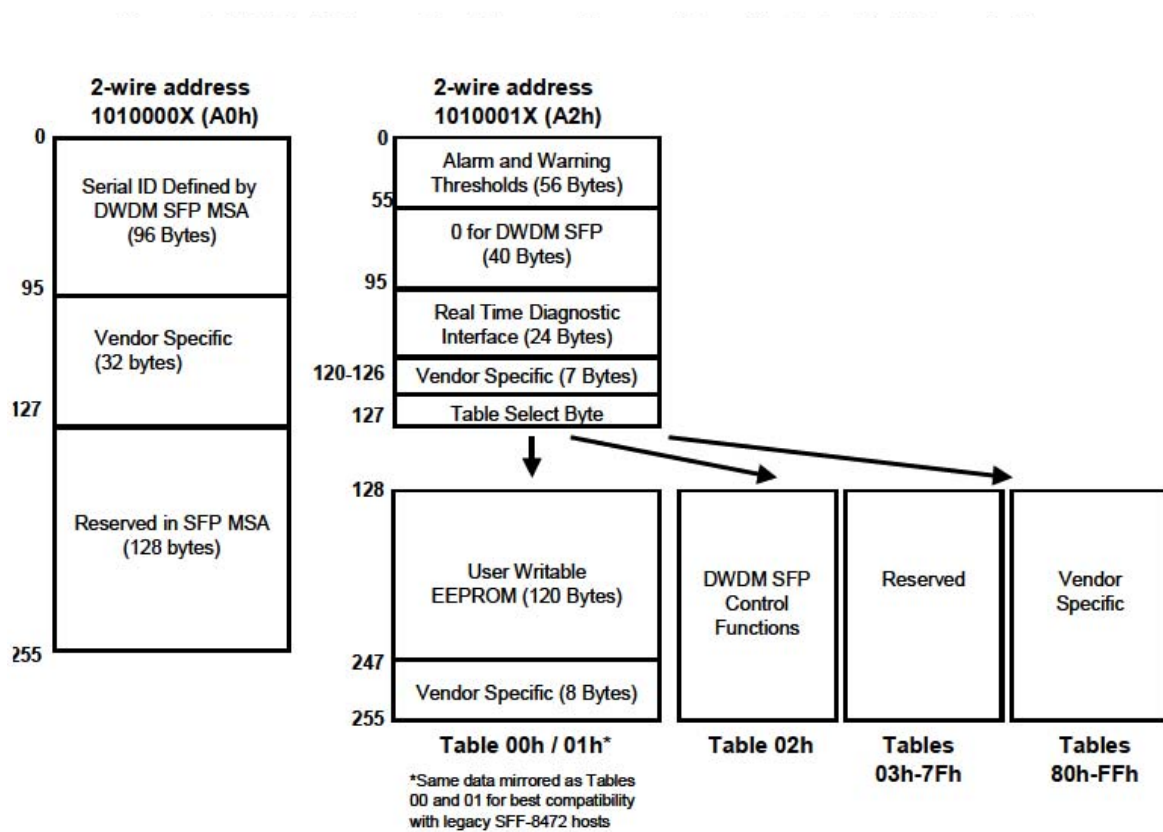 2-wire address
1010000X (A0h)
0
Serial ID Defined by
DWDM SFP MSA
(96 Bytes)
95
Vendor Specific
(32 bytes)
127
Reserved in SFP MSA
(128 bytes)
255
2-wire address
1010001X (A2h)
0
Alarm and Warning
Thresholds (56 Bytes)
55
0 for DWDM SFP
(40 Bytes)
95
Real Time Diagnostic
Interface (24 Bytes)
120-126
Vendor Specific (7 Bytes)
127
Table Select Byte
128
User Writable
EEPROM (120 Bytes)
247
Vendor Specific (8 Bytes)
255
Table 00h / 01h*
*Same data mirrored as Tables
00 and 01 for best compatibility
with legacy SFF-8472 hosts
DWDM SFP
Control
Functions
Table 02h
Reserved
Tables
03h-7Fh
Vendor
Specific
Tables
80h-FFh